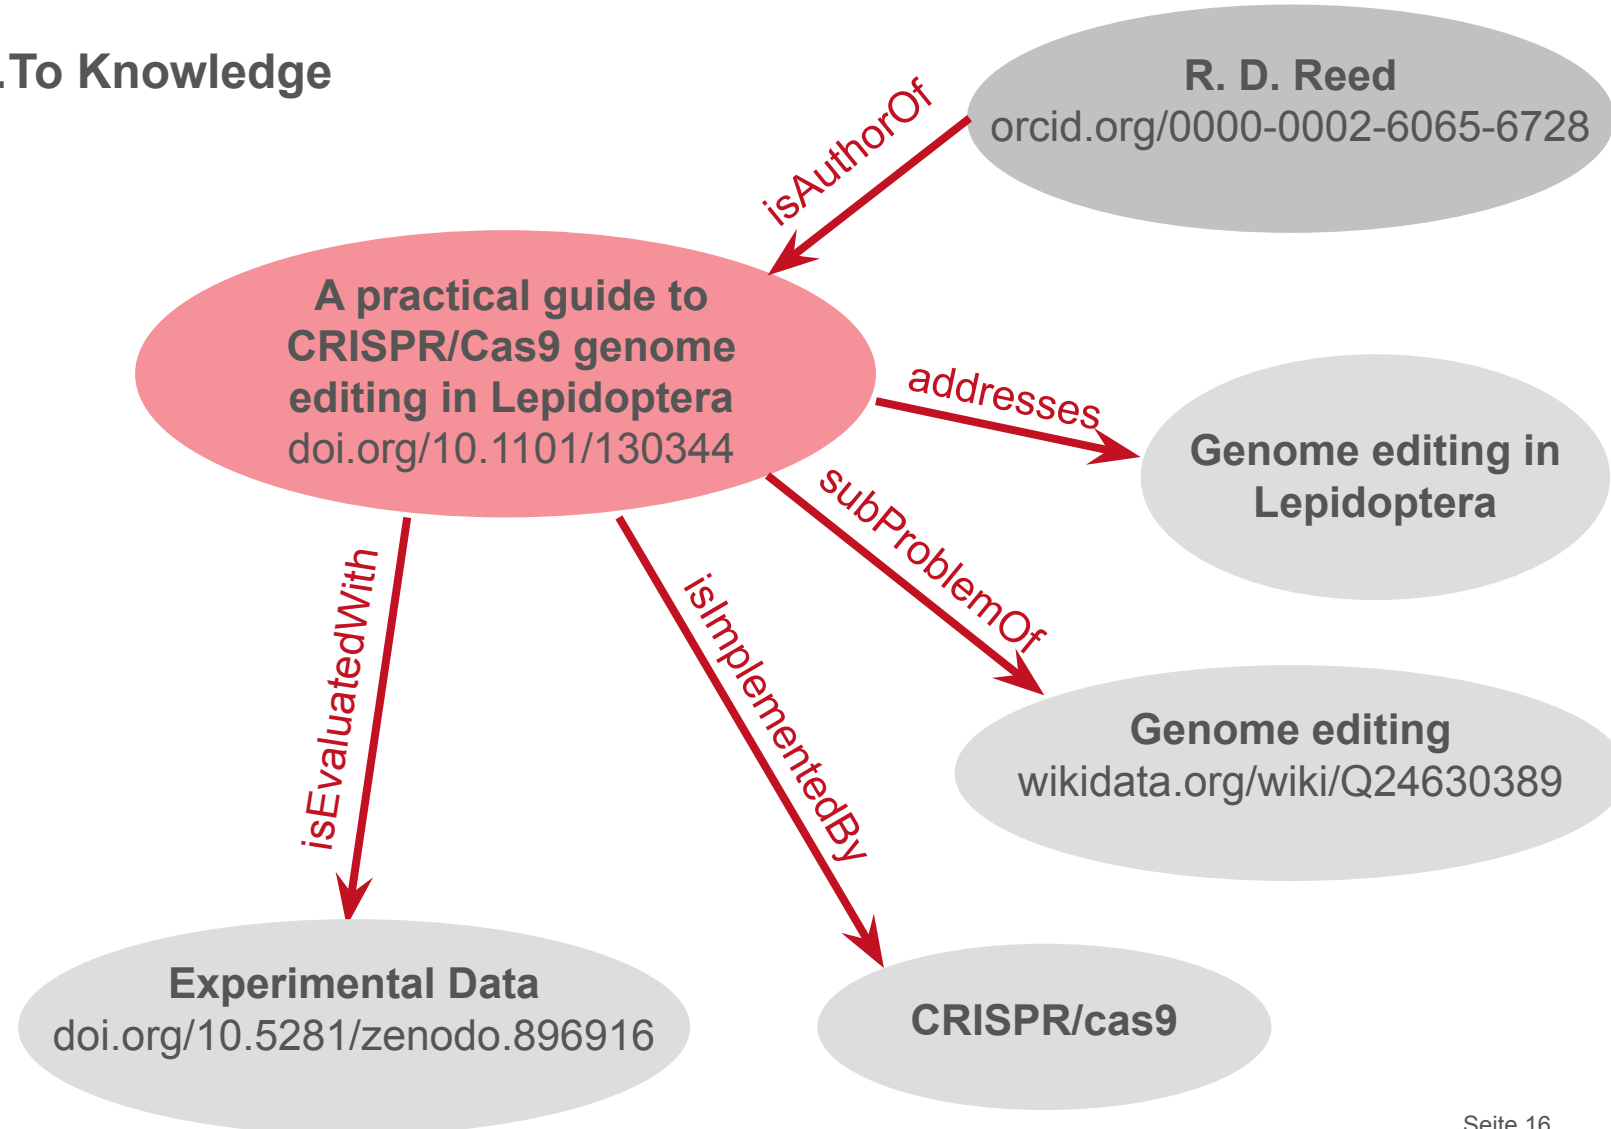 .To Knowledge
R. D. Reed
orcid.org/0000-0002-6065-6728
isAuthorOf
A practical guide to
CRISPR/Cas9 genome
editing in Lepidoptera
doi.org/10.1101/130344
addresses
Genome editing in
Lepidoptera
subProblemOf
Genome editing
wikidata.org/wiki/Q24630389
isImplementedBy
isEvaluatedWith
Experimental Data
doi.org/10.5281/zenodo.896916
CRISPR/cas9
Seite 16